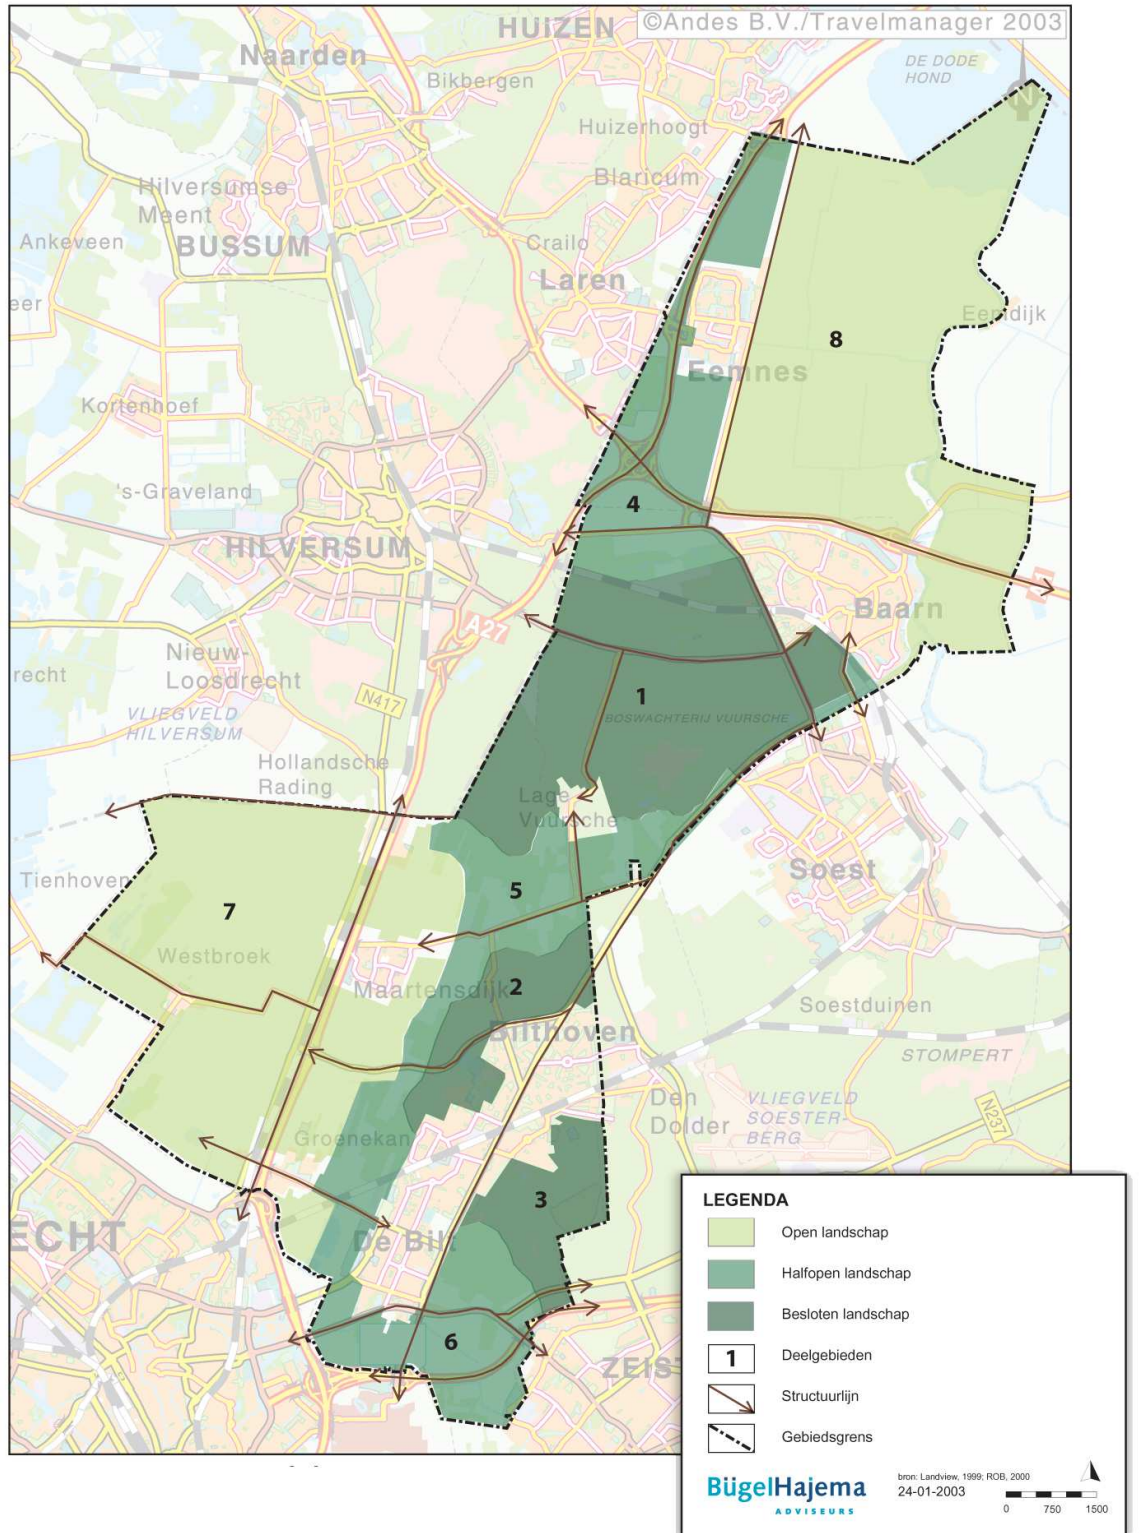 HUIZEN
©Andes B.V./Travelmanager 2003
Naarden
Bikbergen
DE DODE
HOND
N
Huizerhoogt
Hilversumse
Meent
Blaricum
Ankeveen
BUSSUM
Crailo
Laren
eer
Eemdijk
8
Eemnes
Kortenhoef
's-Graveland
4
HILVERSUM
A27
Baarn
Nieuw-
Loosdrecht
recht
N417
1
BOSWACHTERIJ VUURSCHE
VLIEGVELD
HILVERSUM
Hollandsche
Rading
Lage
Vuursche
Tienhoven
Soest
5
7
Westbroek
Maartensdijk
2
Soestduinen
Bilthoven
STOMPERT
Den
Dolder
VLIEGVELD
SOESTER-
BERG
N237
Groenekan
3
ECHT
De Bilt
6
ZEIST
LEGENDA
Open landschap
Halfopen landschap
Besloten landschap
1 Deelgebieden
Structuurlijn
Gebiedsgrens
BügelHajema
ADVISEURS
bron: Landview, 1999; ROB, 2000
24-01-2003
0 750 1500